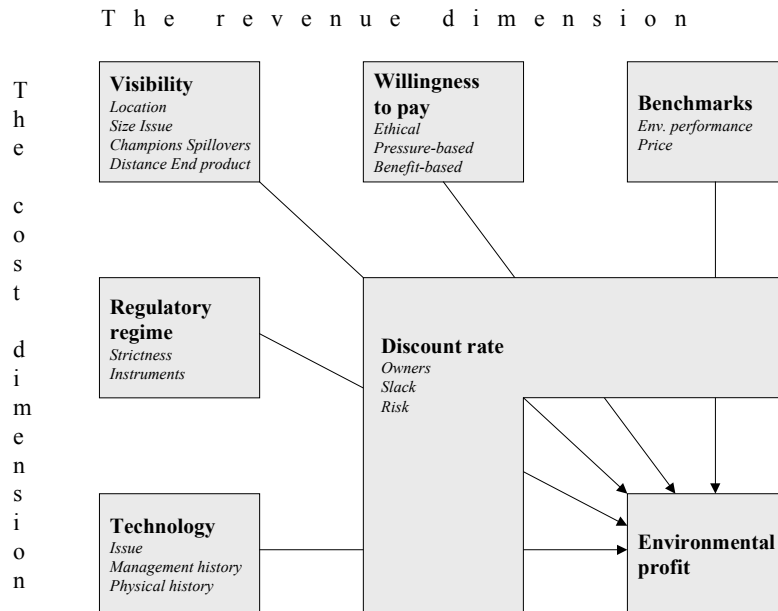 The revenue dimension
The cost dimension
Visibility
Location
Size Issue
Champions Spillovers
Distance End product
Willingness
to pay
Ethical
Pressure-based
Benefit-based
Benchmarks
Env. performance
Price
Regulatory
regime
Strictness
Instruments
Discount rate
Owners
Slack
Risk
Technology
Issue
Management history
Physical history
Environmental
profit